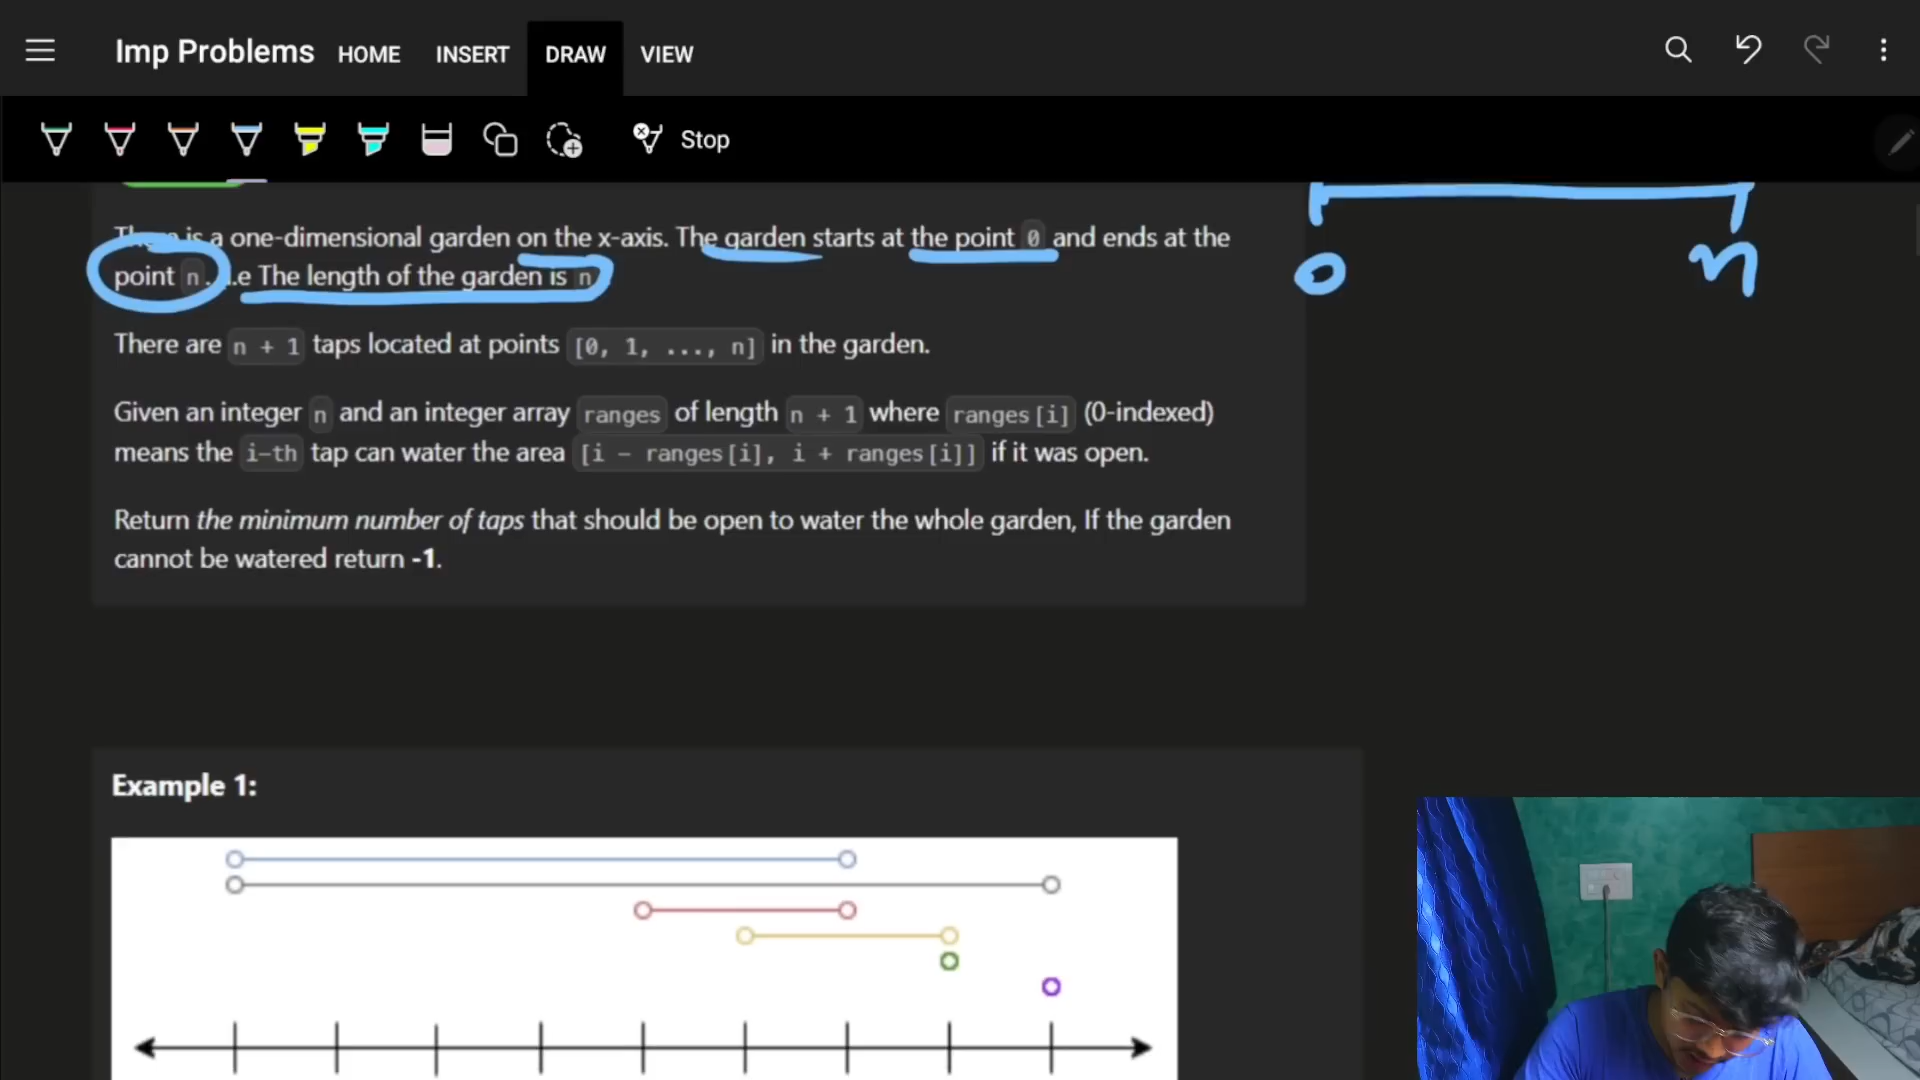 Imp Problems HOME INSERT DRAW VIEW
Stop
There is a one-dimensional garden on the x-axis. The garden starts at the point 0 and ends at the
point n. .e The length of the garden is n
0 n
There are n + 1 taps located at points [0, 1, ..., n] in the garden.
Given an integer n and an integer array ranges of length n + 1 where ranges[i] (0-indexed)
means the i-th tap can water the area [i - ranges[i], i + ranges[i]] if it was open.
Return the minimum number of taps that should be open to water the whole garden, If the garden
cannot be watered return -1.
Example 1: